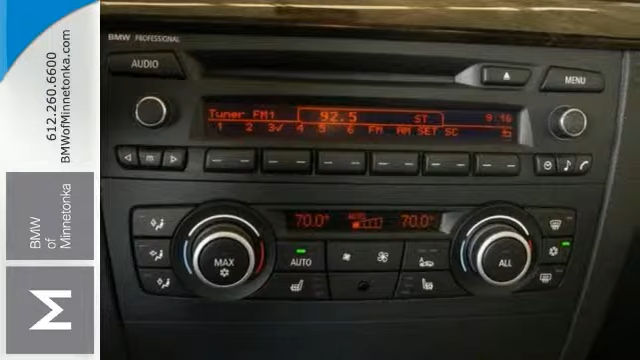 612.260.6600
BMWofMinnetonka.com
BMW
of
Minnetonka
M
BMW PROFESSIONAL
AUDIO
MENU
Tuner FM1 92.5 ST 9:16
1 2 3✓ 4 5 6 FM AM SET SC
70.0° AUTO 70.0°
MAX
AUTO
ALL